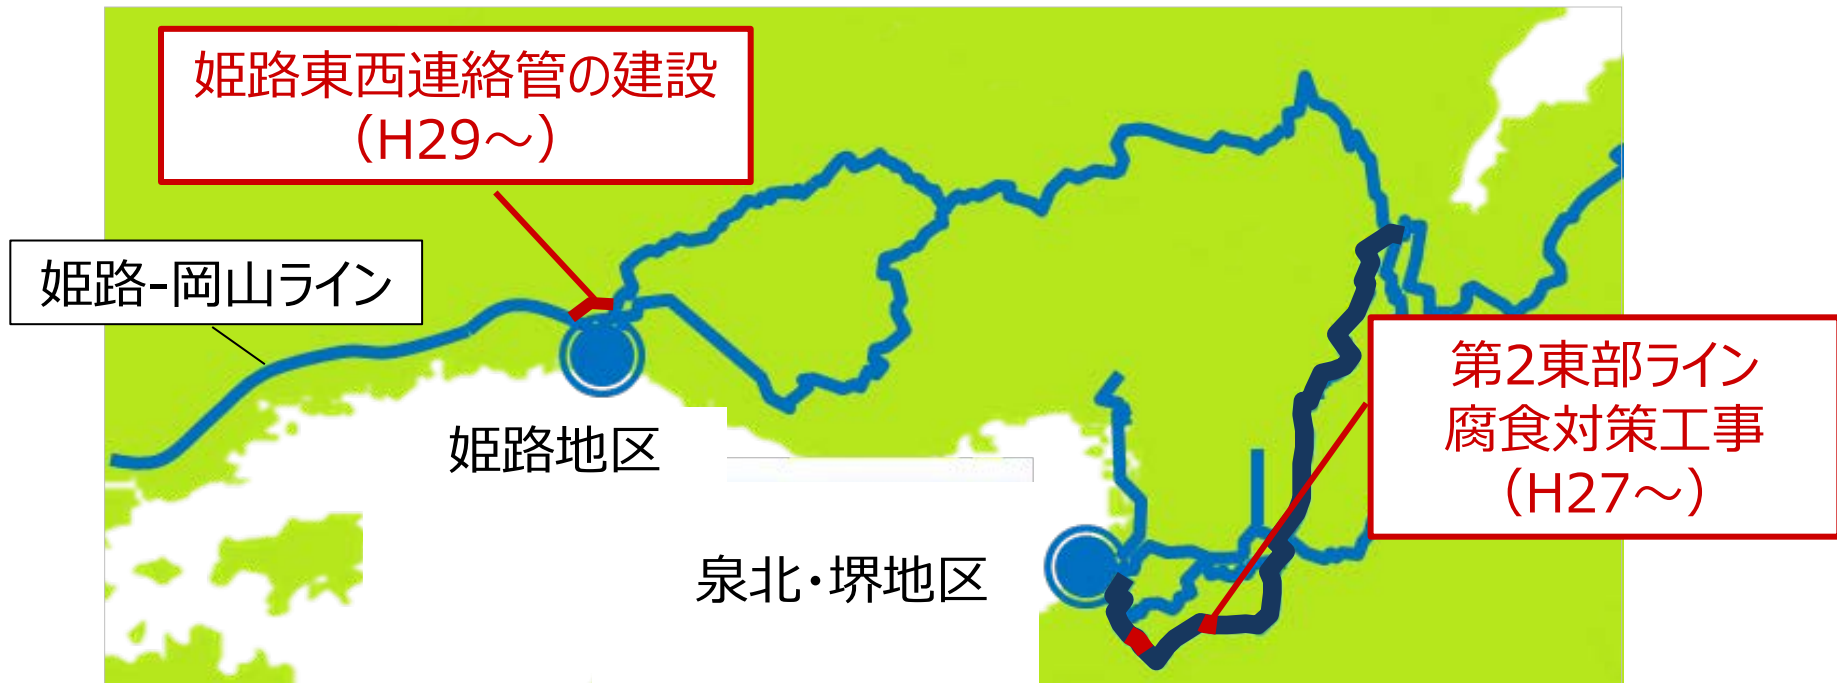 姫路東西連絡管の建設
（H29～）
姫路-岡山ライン
姫路地区
泉北・堺地区
第2東部ライン
腐食対策工事
（H27～）